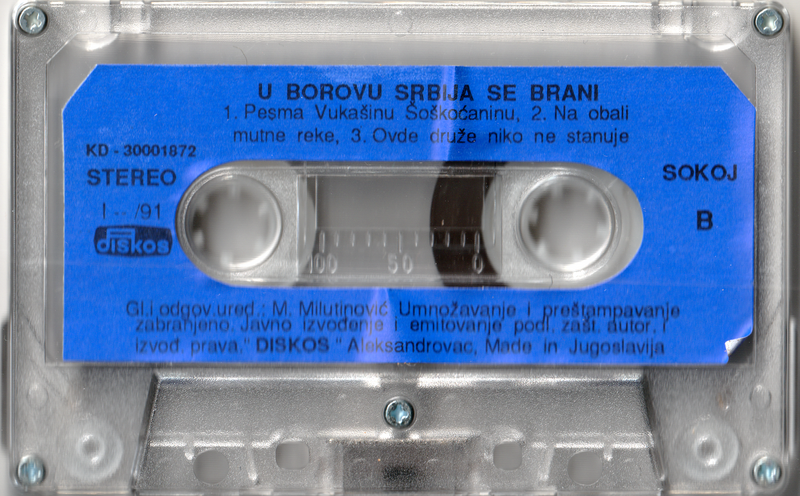 U BOROVU SRBIJA SE BRANI
1. Pesma Vukašinu Šoškoćaninu, 2. Na obali
mutne reke, 3. Ovde druže niko ne stanuje
KD - 30001872
STEREO
SOKOJ
I -- /91
B
diskos
100 50 0
Gl.i odgov.ured.: M. Milutinović Umnožavanje i preštampavanje
zabranjeno. Javno izvođenje i emitovanje podl. zašt. autor. i
izvođ. prava." DISKOS " Aleksandrovac, Made in Jugoslavija